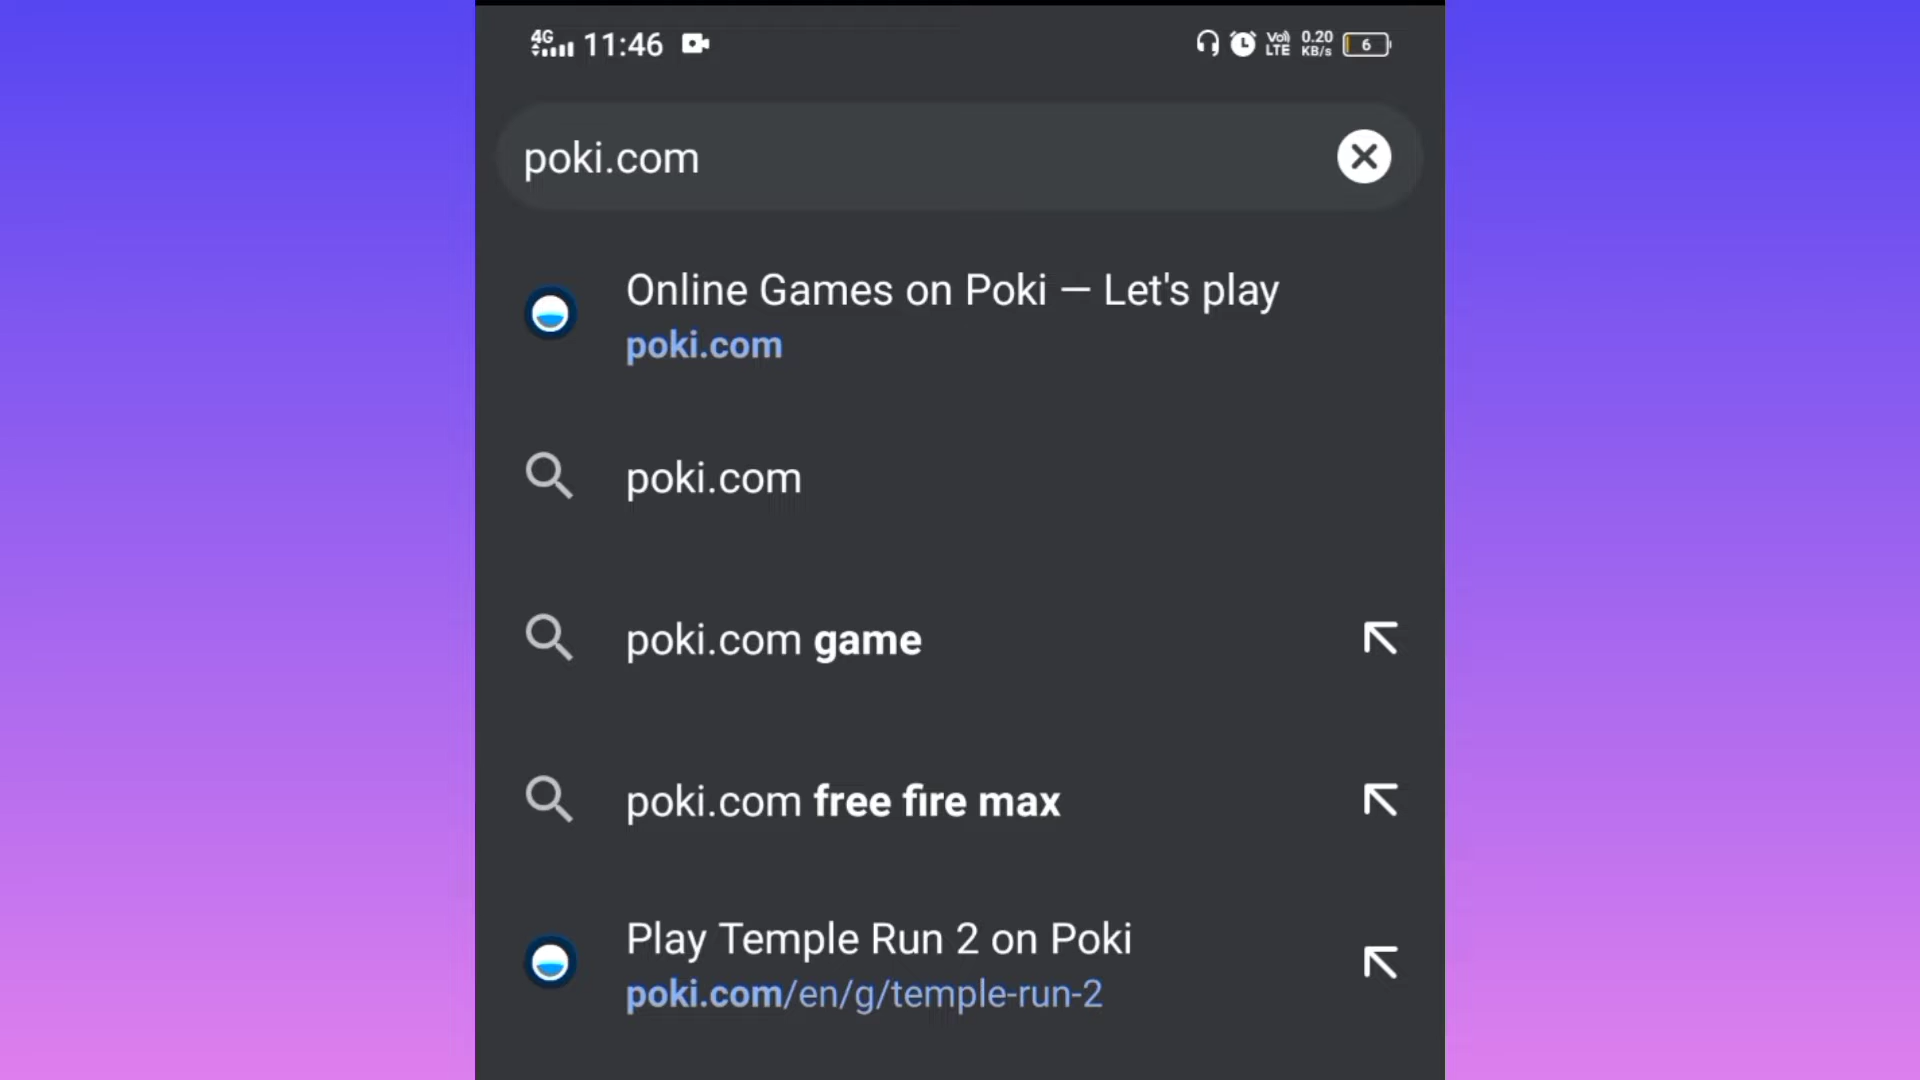 4G 11:46 Vo) LTE 0.20 KB/s 6
poki.com
Online Games on Poki — Let's play
poki.com
poki.com
poki.com game
poki.com free fire max
Play Temple Run 2 on Poki
poki.com/en/g/temple-run-2